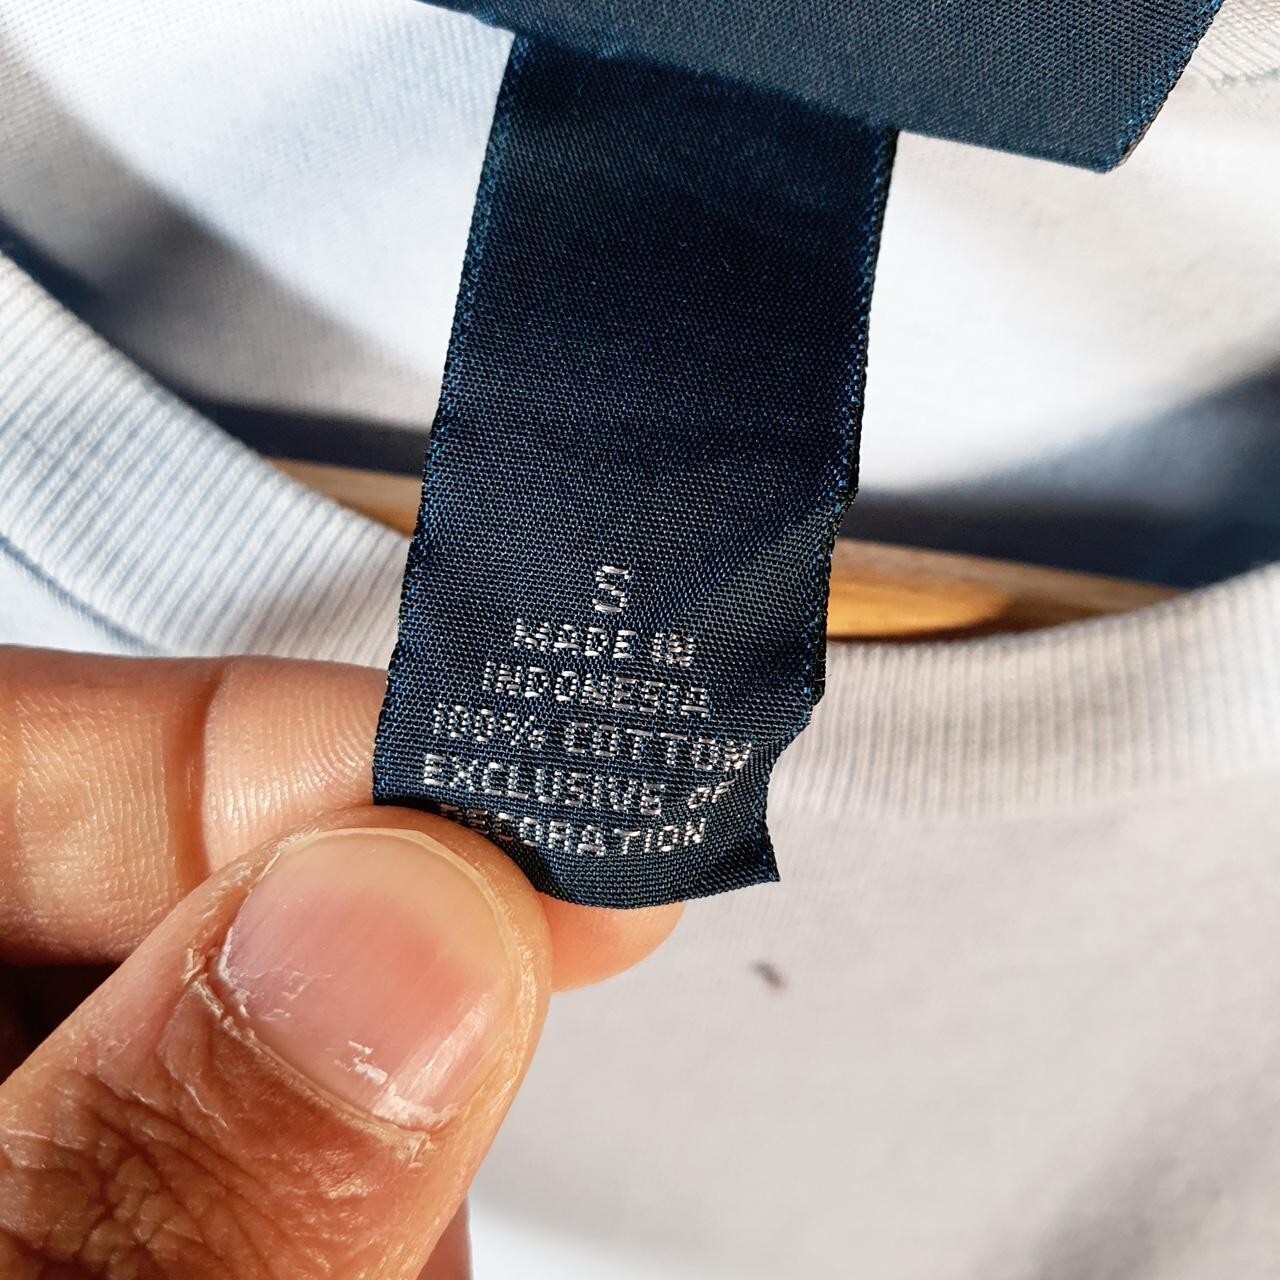 S
MADE IN
INDONESIA
100% COTTON
EXCLUSIVE OF
DECORATION